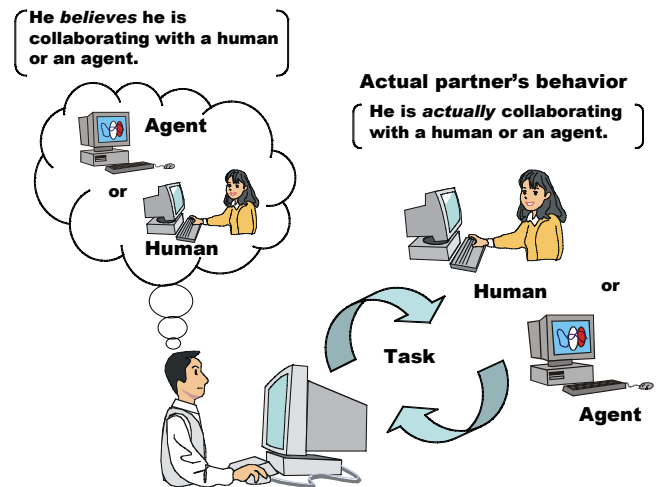 He believes he is
collaborating with a human
or an agent.
Agent
or
Human
Actual partner's behavior
He is actually collaborating
with a human or an agent.
Human
or
Task
Agent